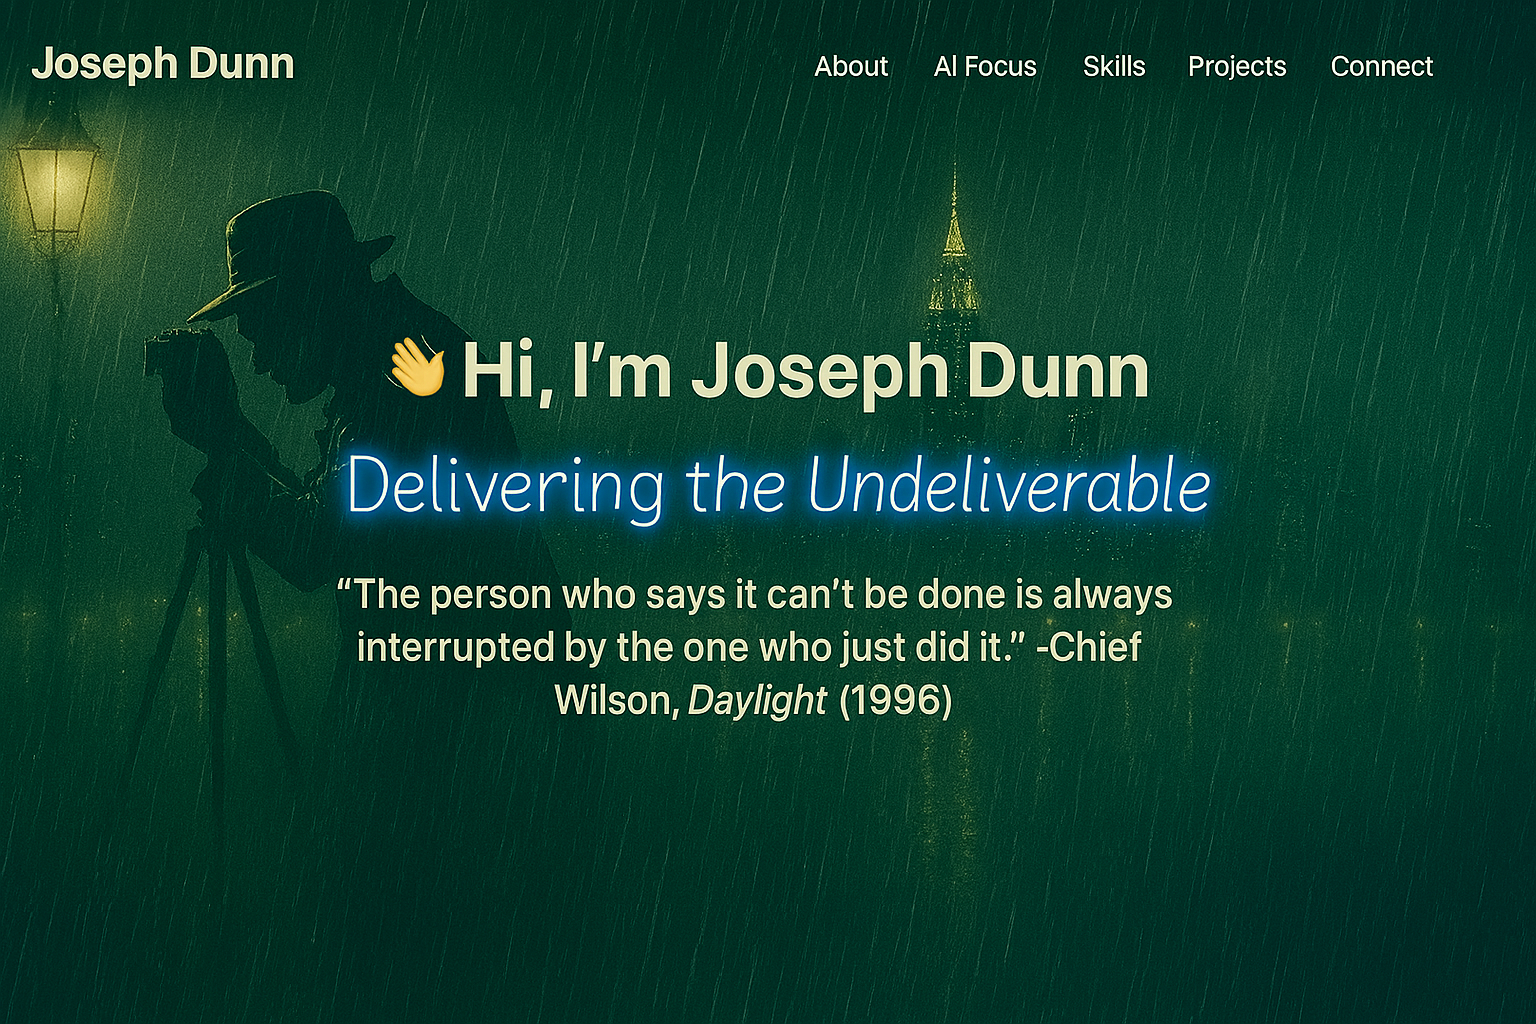 Joseph Dunn
About AI Focus Skills Projects Connect
👋 Hi, I’m Joseph Dunn
Delivering the Undeliverable
“The person who says it can’t be done is always
interrupted by the one who just did it.” -Chief
Wilson, Daylight (1996)